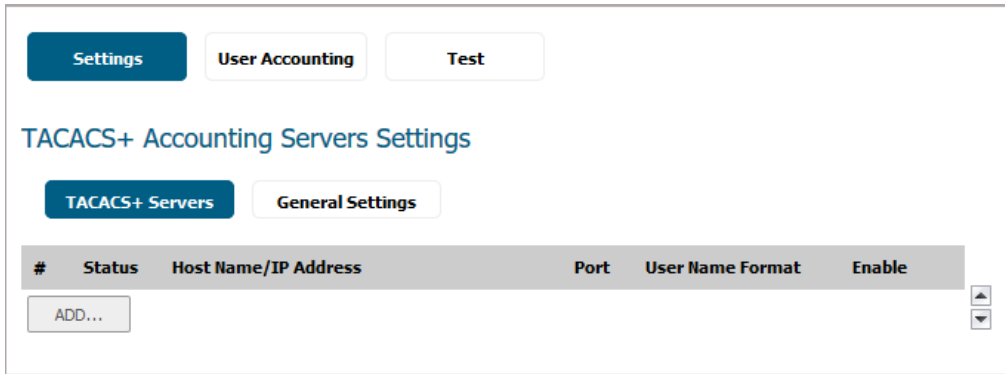 Settings User Accounting Test
TACACS+ Accounting Servers Settings
TACACS+ Servers General Settings
# Status Host Name/IP Address Port User Name Format Enable
ADD...